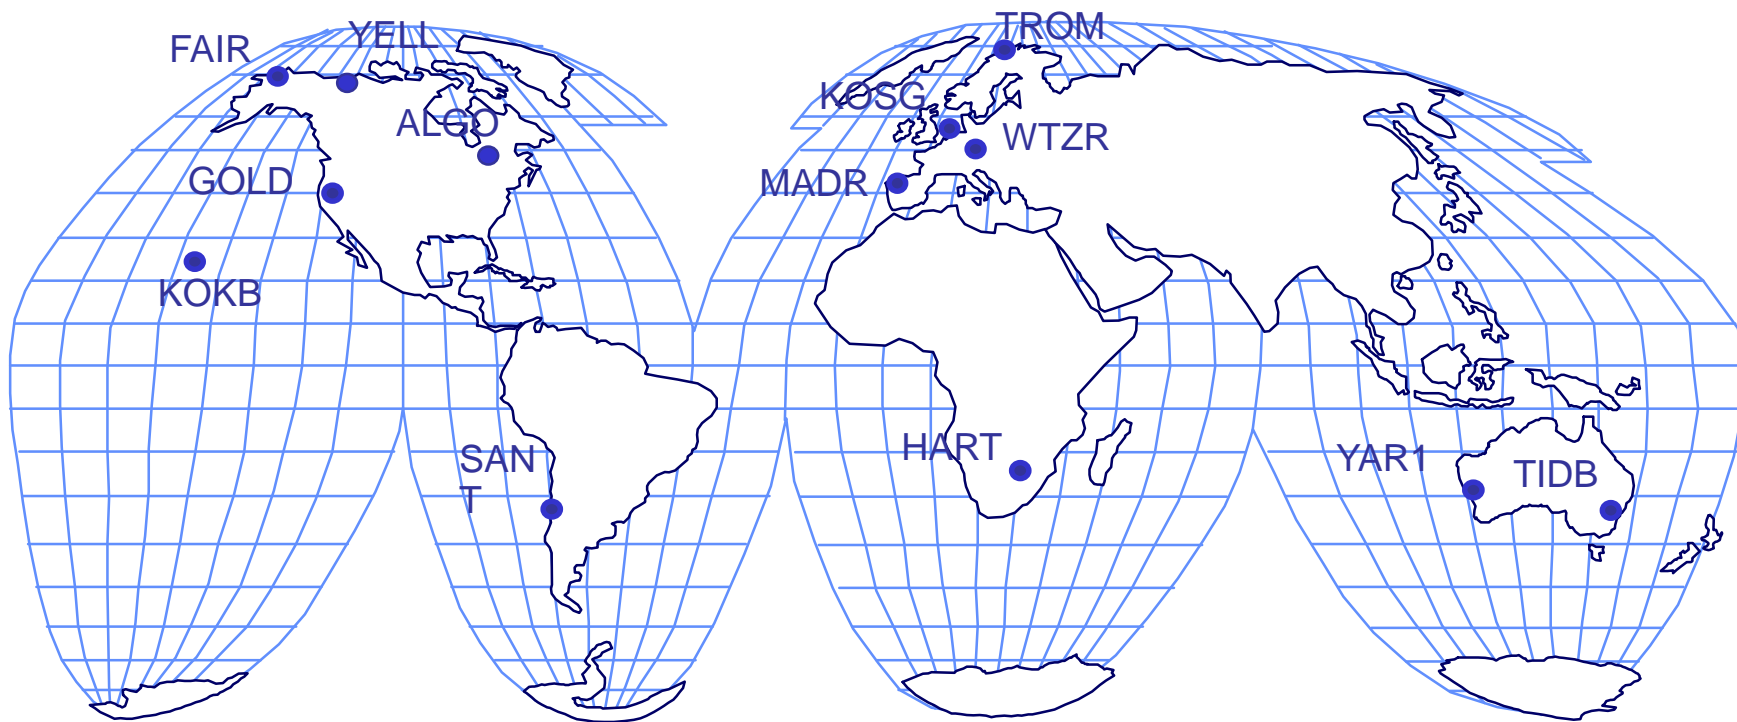 TROM
YELL
FAIR
KOSG
ALGO
WTZR
GOLD
MADR
KOKB
HART
SAN
T
YAR1
TIDB